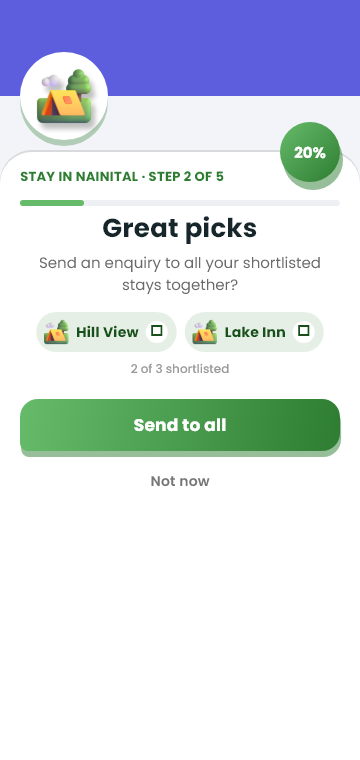 20%
STAY IN NAINITAL · STEP 2 OF 5
Great picks
Send an enquiry to all your shortlisted
stays together?
Hill View
Lake Inn
2 of 3 shortlisted
Send to all
Not now